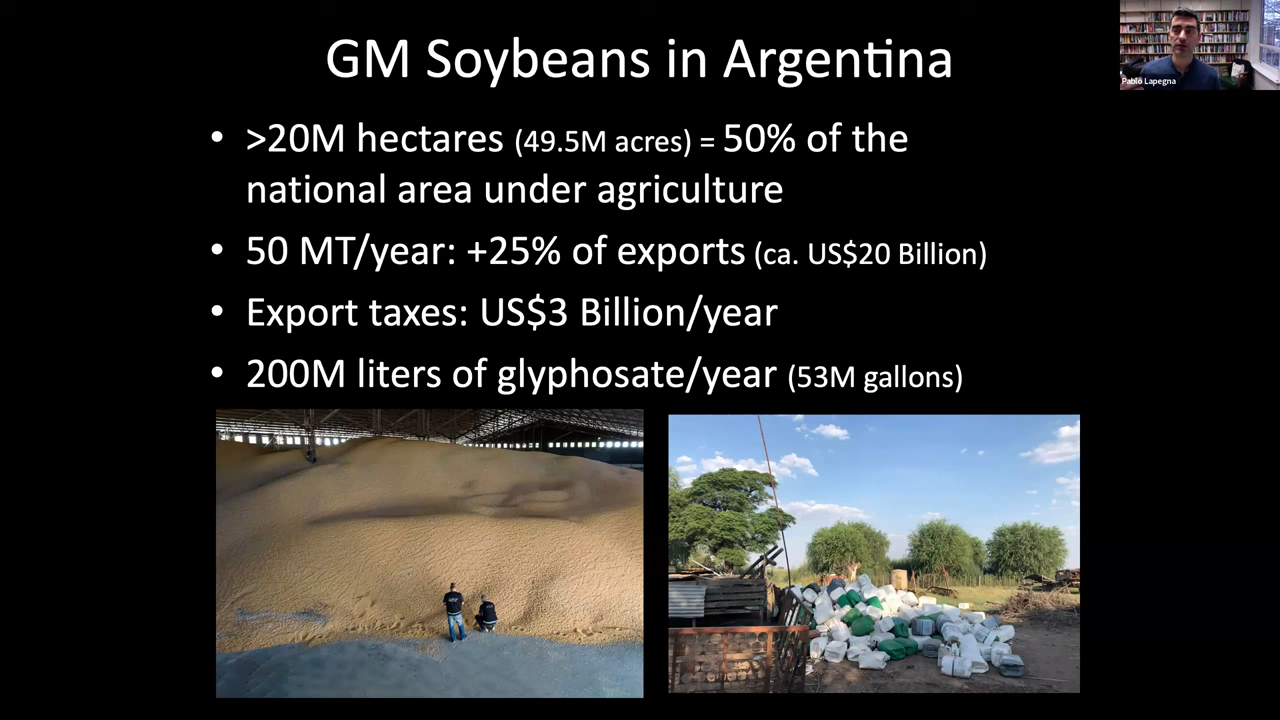 GM Soybeans in Argentina
Pablo Lapegna
• >20M hectares (49.5M acres) = 50% of the
national area under agriculture
• 50 MT/year: +25% of exports (ca. US$20 Billion)
• Export taxes: US$3 Billion/year
• 200M liters of glyphosate/year (53M gallons)